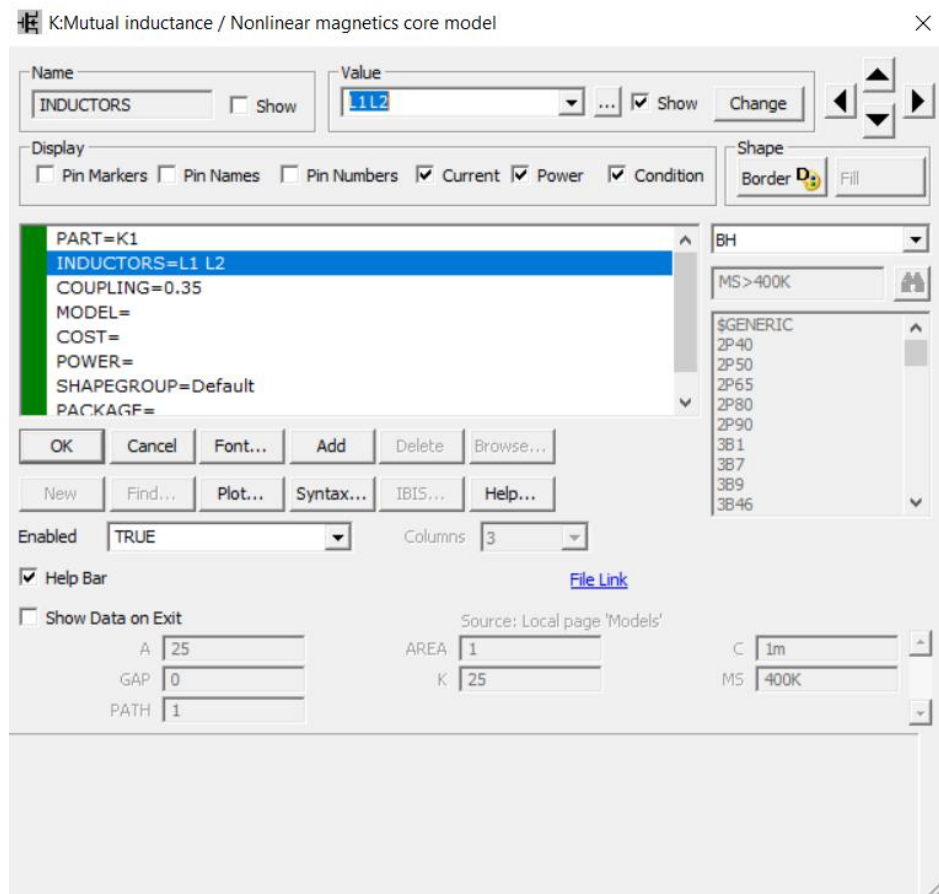 K:Mutual inductance / Nonlinear magnetics core model
Name
Value
INDUCTORS
Show
L1 L2
...
Show
Change
Display
Pin Markers Pin Names Pin Numbers Current Power Condition
Shape
Border
Fill
PART=K1
INDUCTORS=L1 L2
COUPLING=0.35
MODEL=
COST=
POWER=
SHAPEGROUP=Default
PACKAGE=
BH
MS>400K
$GENERIC
2P40
2P50
2P65
2P80
2P90
3B1
3B7
3B9
3B46
OK Cancel Font... Add Delete Browse...
New Find... Plot... Syntax... IBIS... Help...
Enabled TRUE Columns 3
Help Bar File Link
Show Data on Exit Source: Local page 'Models'
A 25 AREA 1 C 1m
GAP 0 K 25 MS 400K
PATH 1